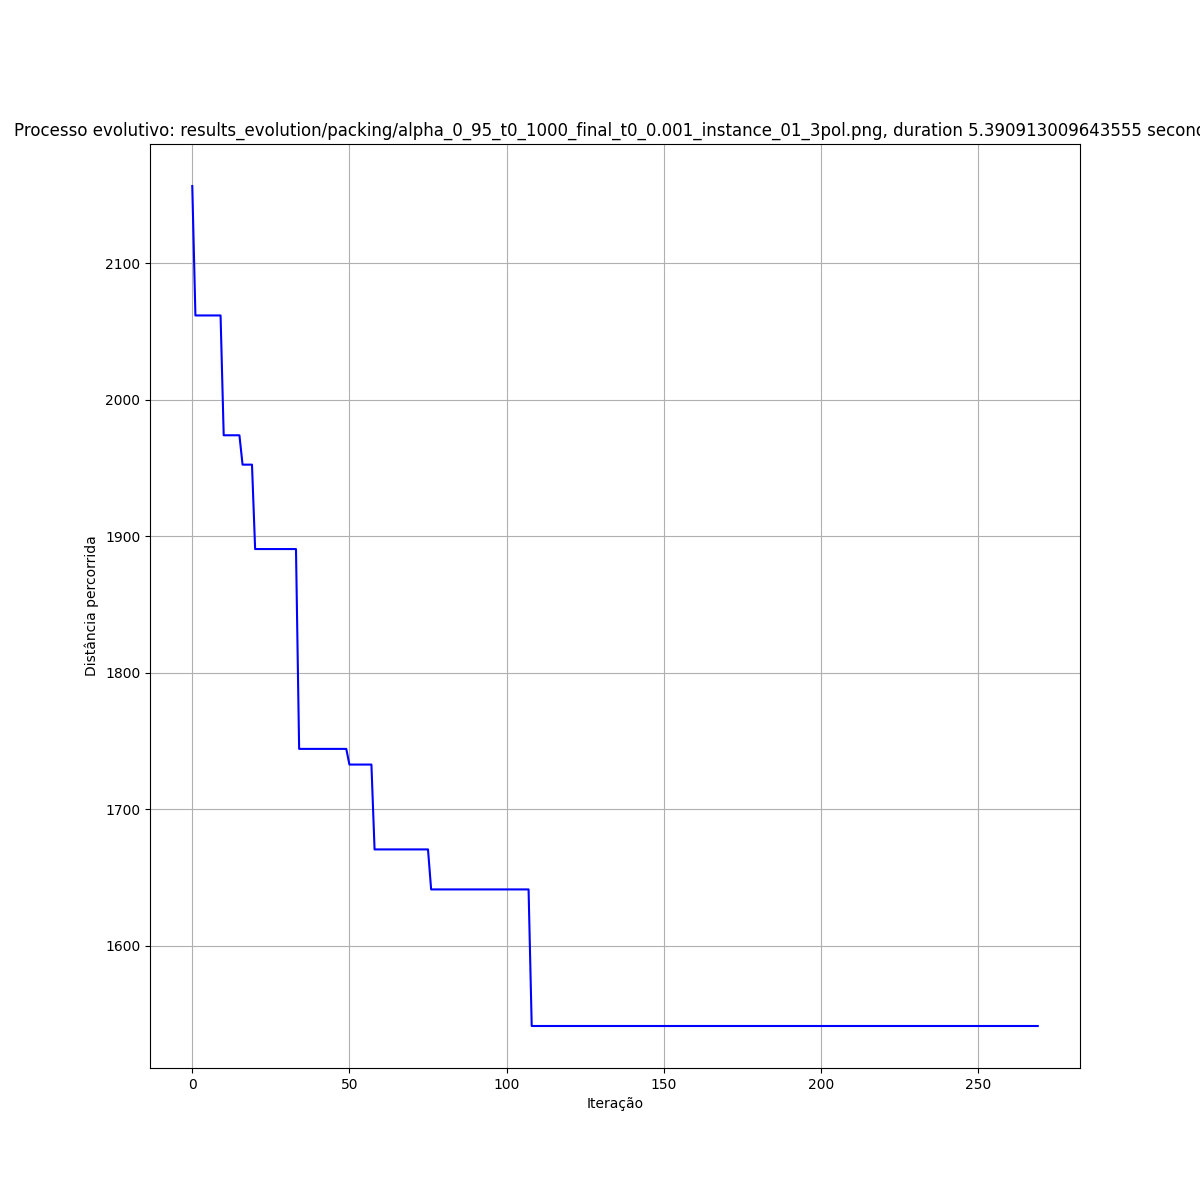 Processo evolutivo: results_evolution/packing/alpha_0_95_t0_1000_final_t0_0.001_instance_01_3pol.png, duration 5.390913009643555
2100
2000
1900
1800
1700
1600
Distância percorrida
0 50 100 150 200 250
Iteração